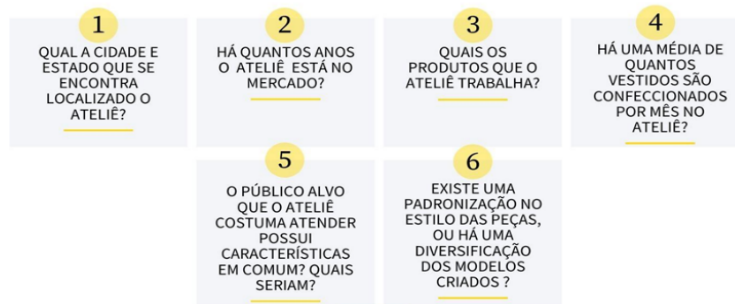 1
QUAL A CIDADE E
ESTADO QUE SE
ENCONTRA
LOCALIZADO O
ATELIÊ?
2
HÁ QUANTOS ANOS
O ATELIÊ ESTÁ NO
MERCADO?
3
QUAIS OS
PRODUTOS QUE O
ATELIÊ TRABALHA?
4
HÁ UMA MÉDIA DE
QUANTOS
VESTIDOS SÃO
CONFECCIONADOS
POR MÊS NO
ATELIÊ?
5
O PÚBLICO ALVO
QUE O ATELIÊ
COSTUMA ATENDER
POSSUI
CARACTERÍSTICAS
EM COMUM? QUAIS
SERIAM?
6
EXISTE UMA
PADRONIZAÇÃO NO
ESTILO DAS PEÇAS,
OU HÁ UMA
DIVERSIFICAÇÃO
DOS MODELOS
CRIADOS ?